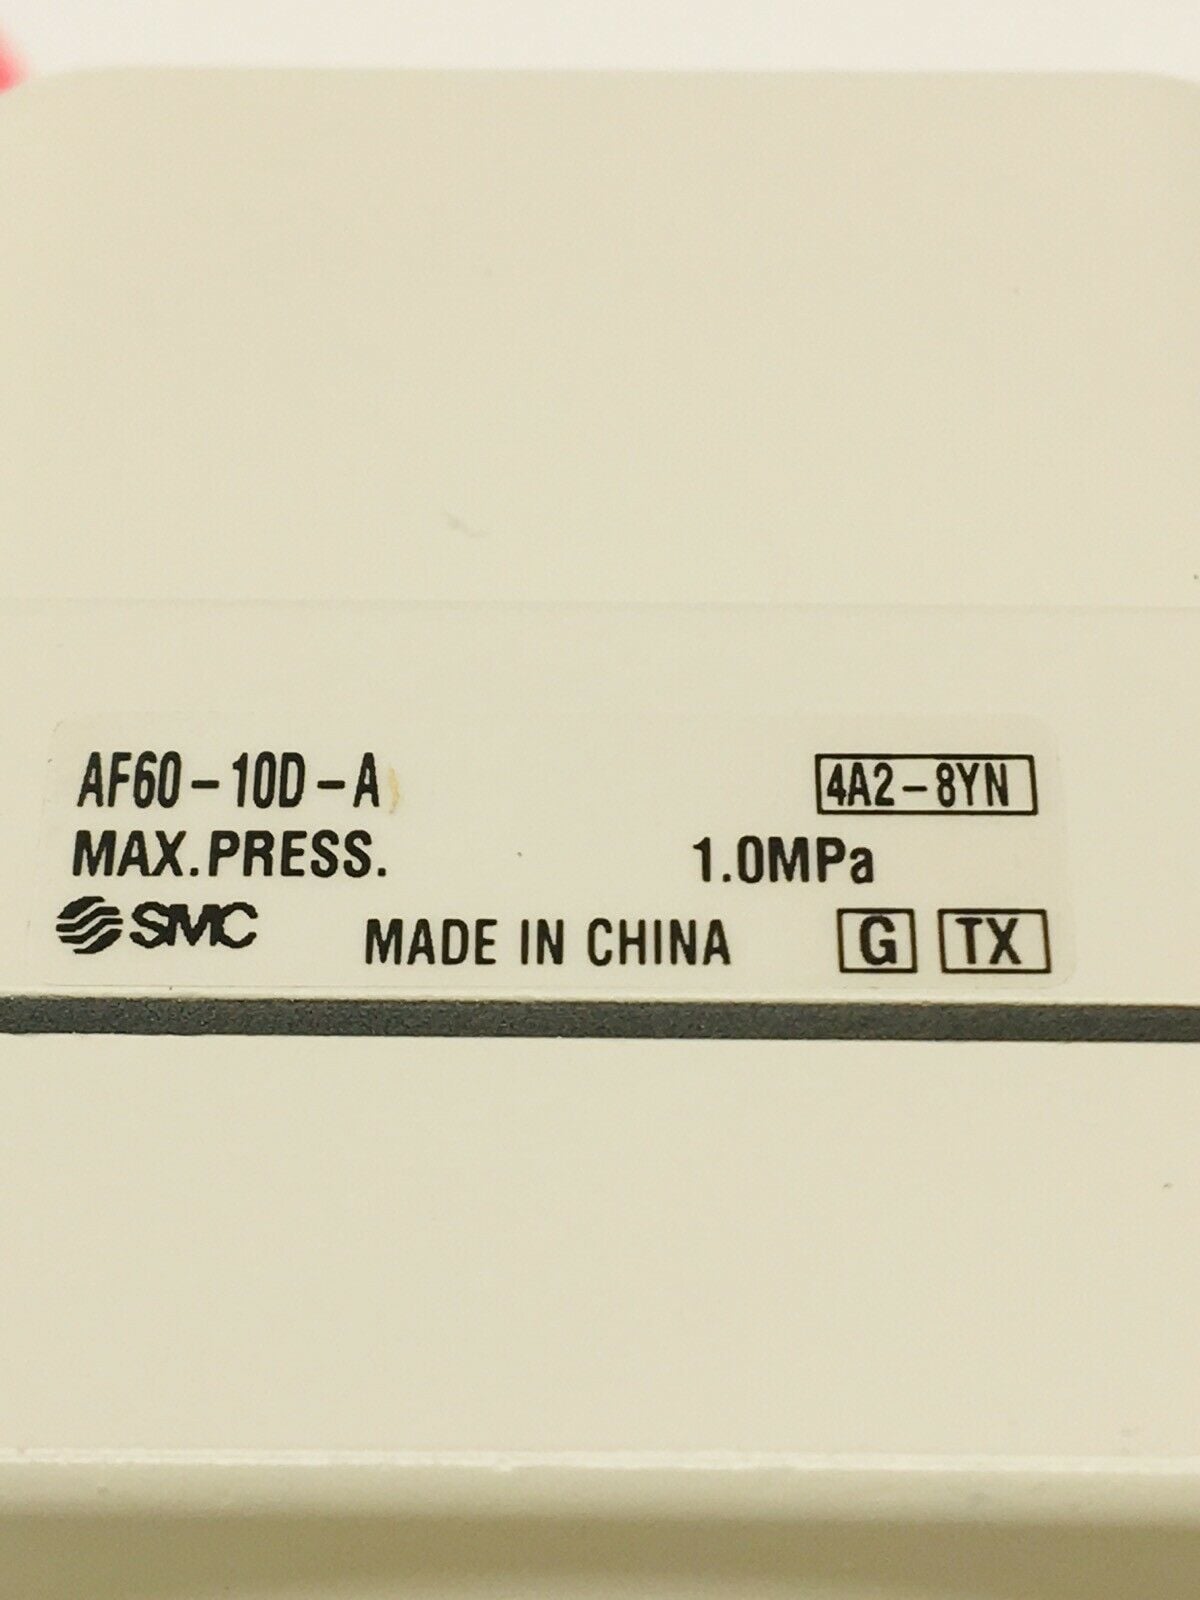 AF60-10D-A 4A2-8YN
MAX.PRESS. 1.0MPa
SMC MADE IN CHINA G TX